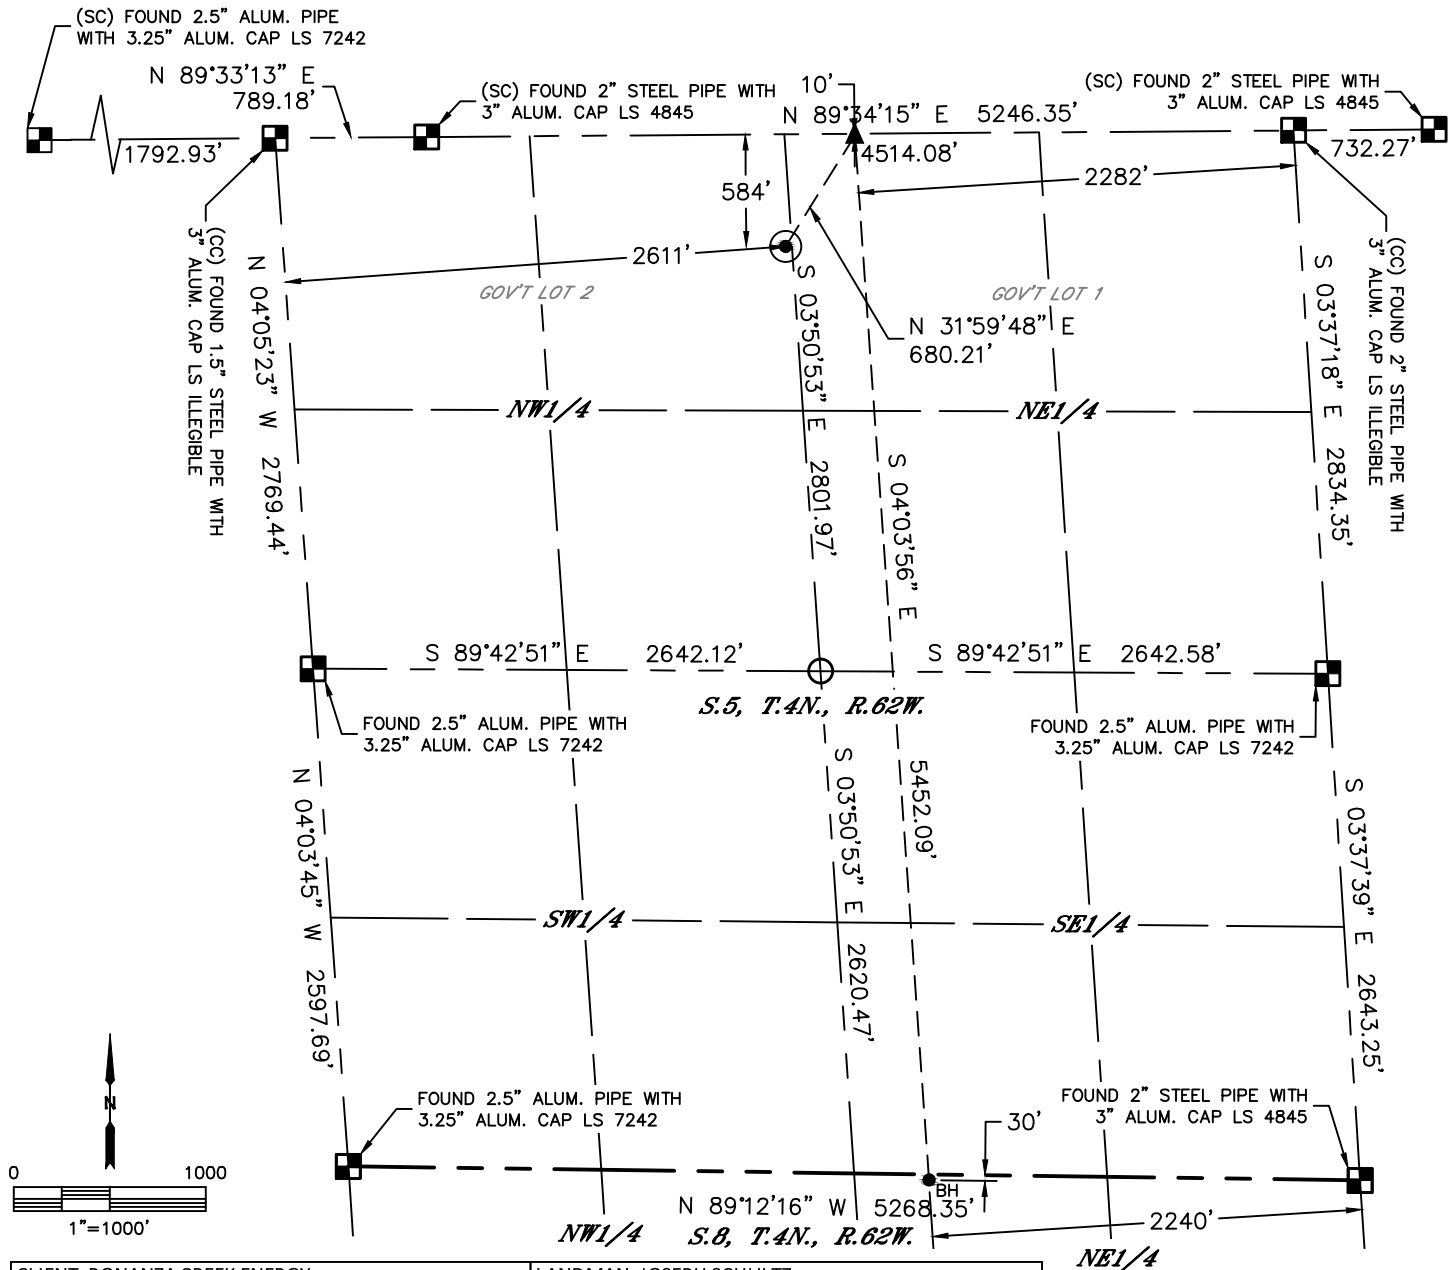 (SC) FOUND 2.5" ALUM. PIPE
WITH 3.25" ALUM. CAP LS 7242
N 89°33'13" E
789.18'
(SC) FOUND 2" STEEL PIPE WITH
3" ALUM. CAP LS 4845
10'
(SC) FOUND 2" STEEL PIPE WITH
3" ALUM. CAP LS 4845
N 89°34'15" E 5246.35'
1792.93'
4514.08'
732.27'
584'
2282'
2611'
GOV'T LOT 2
GOV'T LOT 1
(CC) FOUND 1.5" STEEL PIPE WITH
3" ALUM. CAP LS ILLEGIBLE
(CC) FOUND 2" STEEL PIPE WITH
3" ALUM. CAP LS ILLEGIBLE
N 04°05'23" W 2769.44'
S 03°50'53" E 2801.97'
N 31°59'48" E
680.21'
S 03°37'18" E 2834.35'
NW1/4
NE1/4
S 04°03'56" E
5452.09'
S 89°42'51" E 2642.12'
S 89°42'51" E 2642.58'
S.5, T.4N., R.62W.
FOUND 2.5" ALUM. PIPE WITH
3.25" ALUM. CAP LS 7242
FOUND 2.5" ALUM. PIPE WITH
3.25" ALUM. CAP LS 7242
N 04°03'45" W 2597.69'
S 03°50'53" E 2620.47'
S 03°37'39" E 2643.25'
SW1/4
SE1/4
FOUND 2.5" ALUM. PIPE WITH
3.25" ALUM. CAP LS 7242
FOUND 2" STEEL PIPE WITH
3" ALUM. CAP LS 4845
N
30'
BH
0 1000
1"=1000'
N 89°12'16" W 5268.35'
2240'
NW1/4
S.8, T.4N., R.62W.
NE1/4
CLIENT: BONANZA CREEK ENERGY
LANDMAN: JOSEPH SCHULTZ